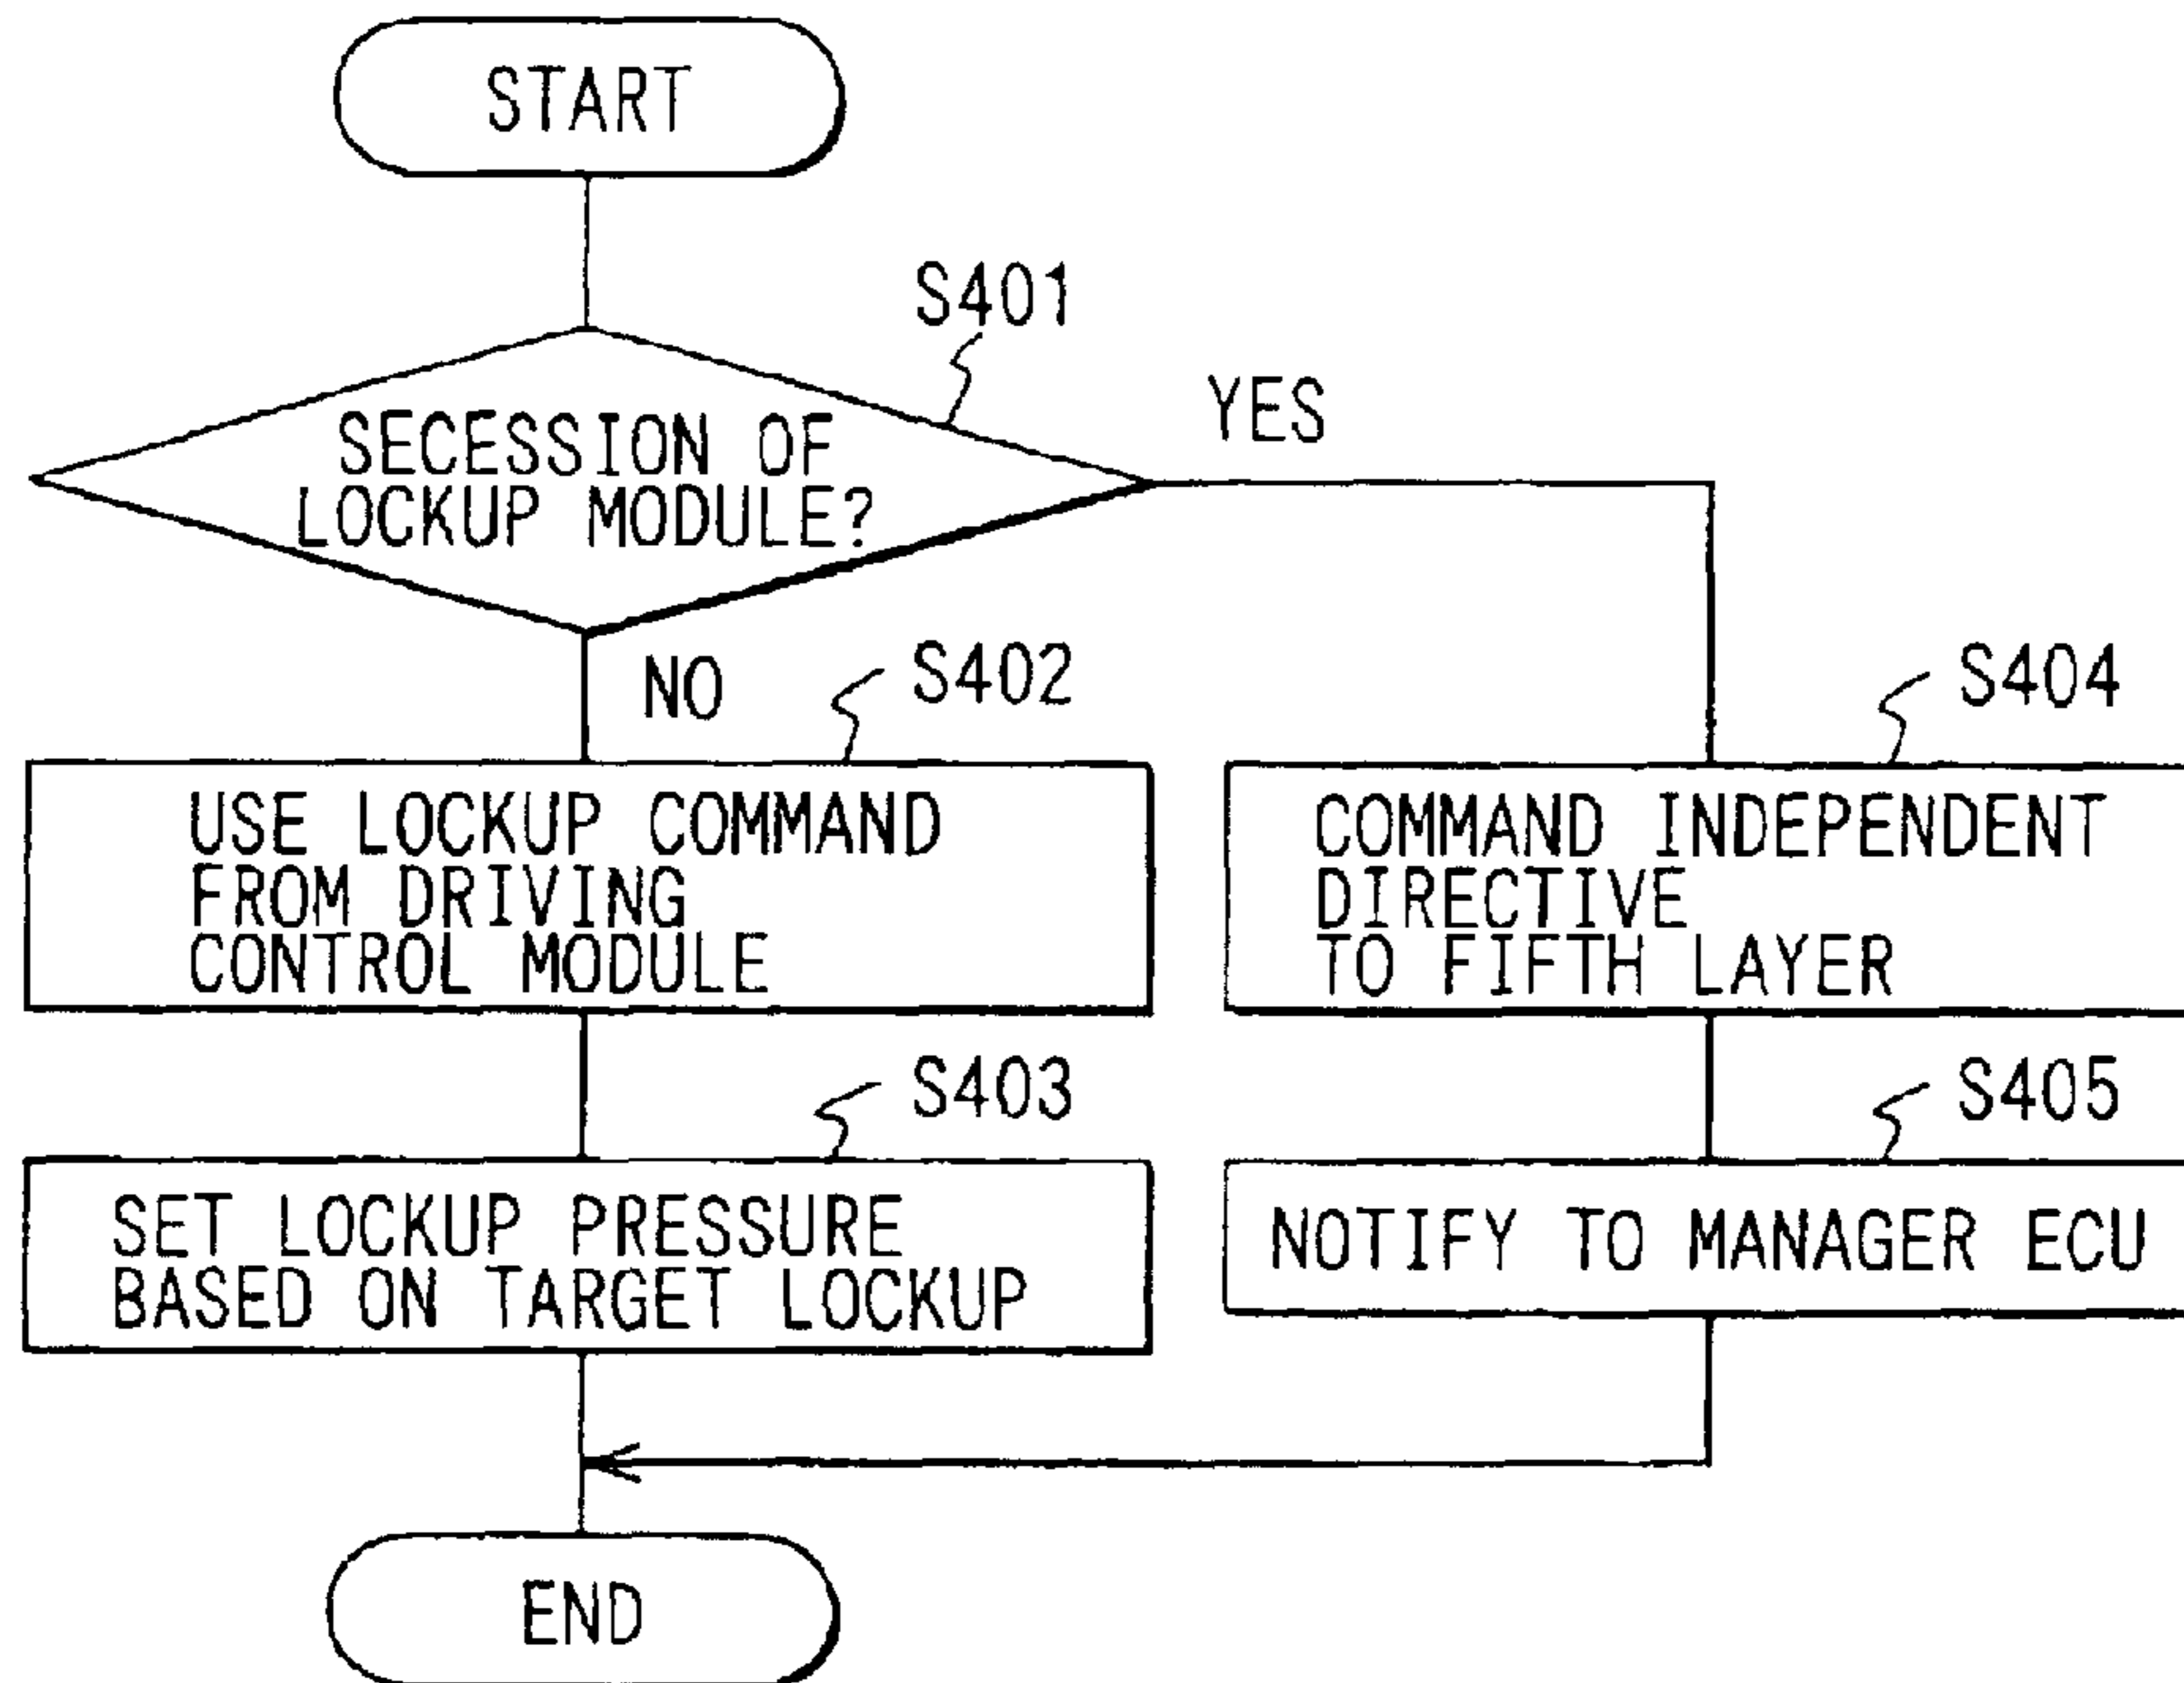 START
S401
YES
SECESSION OF
LOCKUP MODULE?
NO
S402
S404
USE LOCKUP COMMAND
FROM DRIVING
CONTROL MODULE
COMMAND INDEPENDENT
DIRECTIVE
TO FIFTH LAYER
S403
S405
SET LOCKUP PRESSURE
BASED ON TARGET LOCKUP
NOTIFY TO MANAGER ECU
END